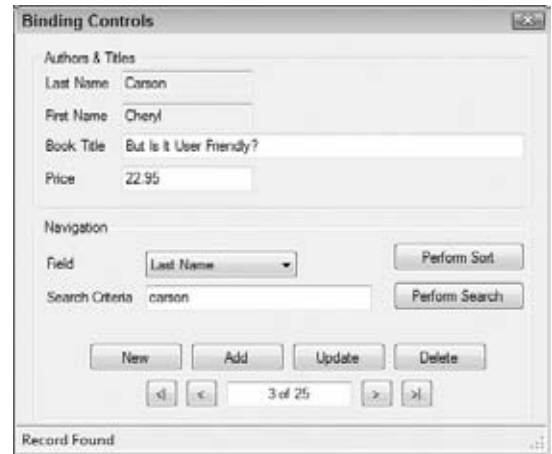 Binding Controls
Authors & Titles
Last Name Carson
First Name Cheryl
Book Title But Is It User Friendly?
Price 22.95
Navigation
Field Last Name Perform Sort
Search Criteria carson Perform Search
New Add Update Delete
<| < 3 of 25 > >|
Record Found